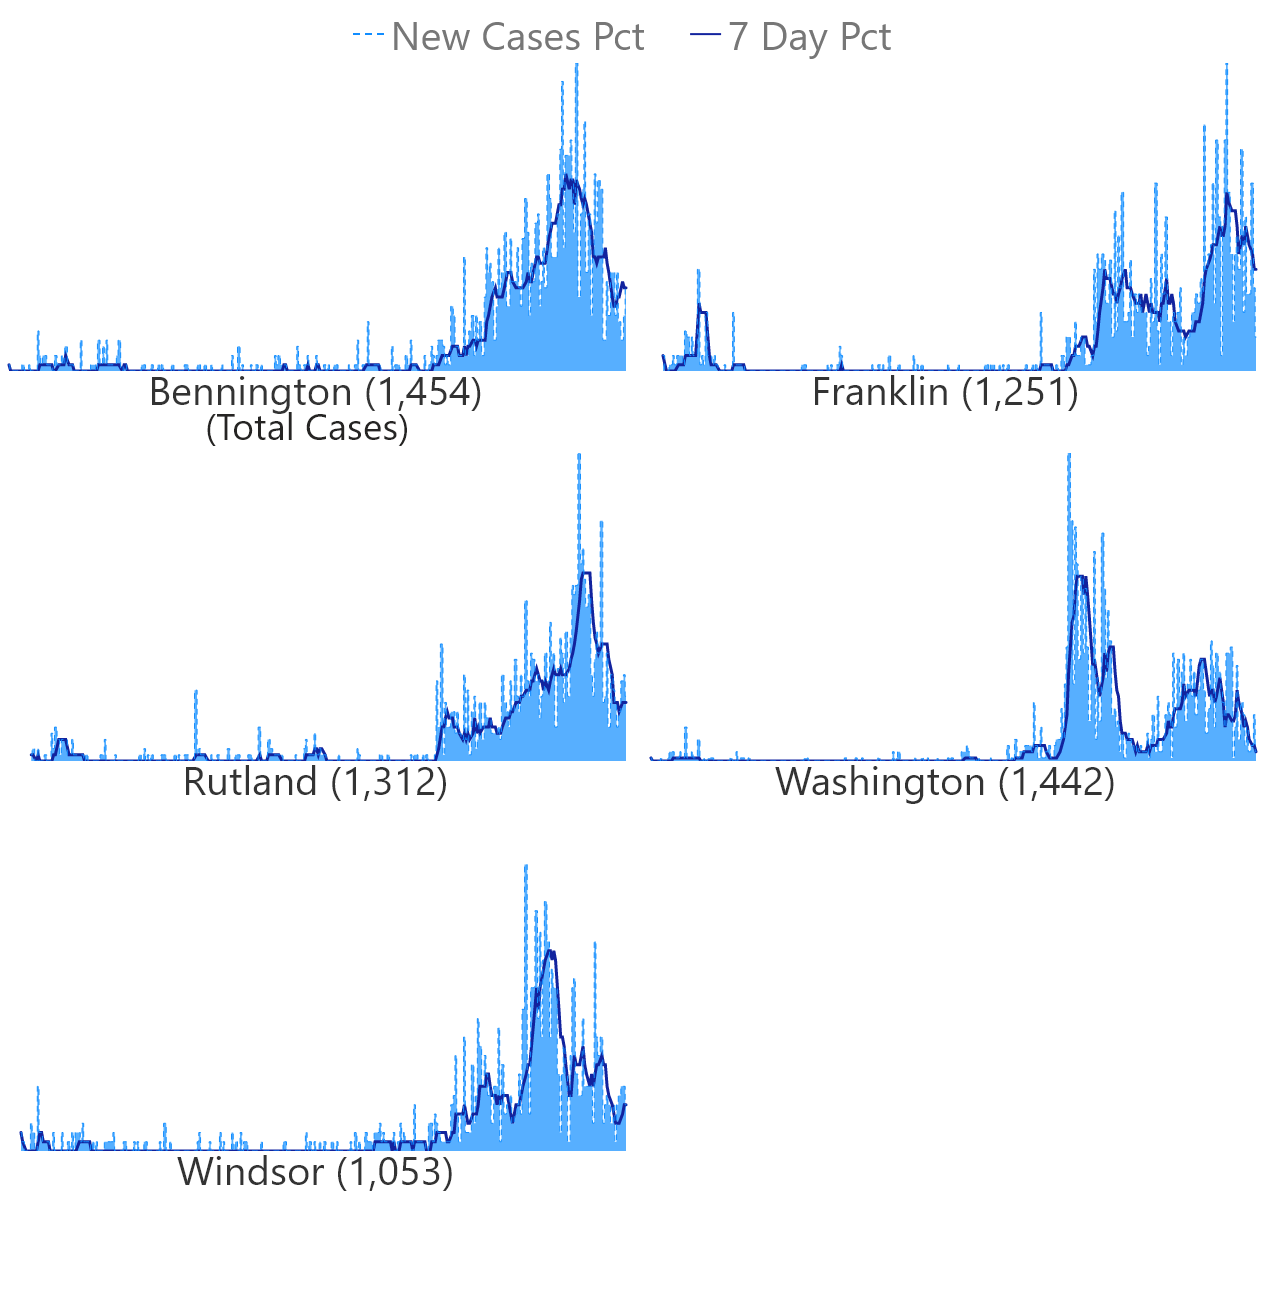 New Cases Pct 7 Day Pct
Bennington (1,454) Franklin (1,251)
(Total Cases)
Rutland (1,312) Washington (1,442)
Windsor (1,053)